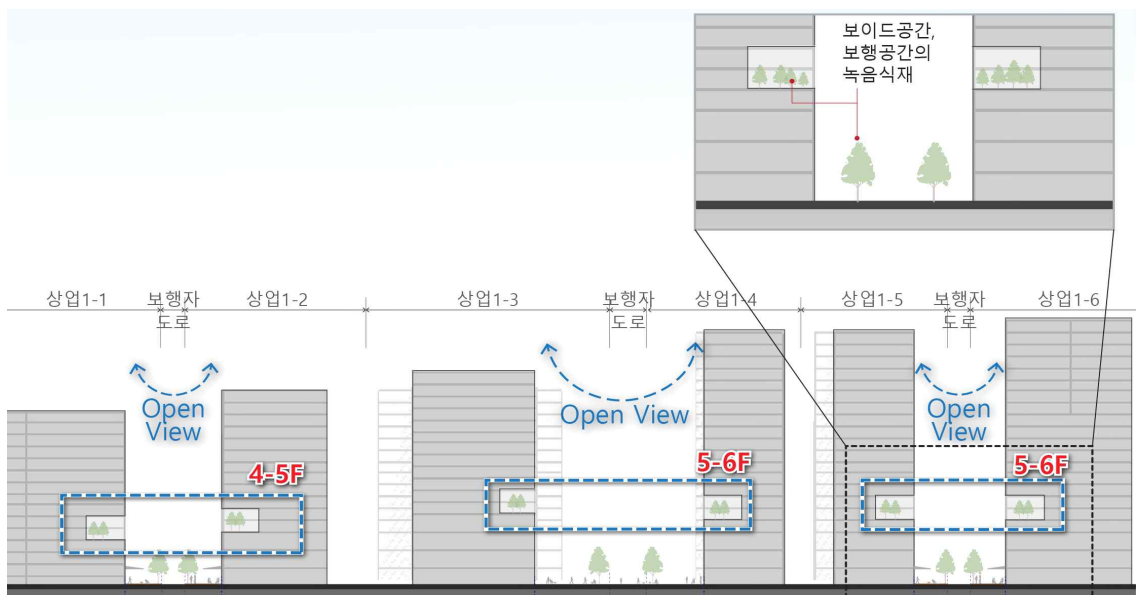 보이드공간,
보행공간의
녹음식재
상업1-1
보행자
도로
상업1-2
상업1-3
보행자
도로
상업1-4
상업1-5
보행자
도로
상업1-6
Open
View
Open View
Open
View
4-5F
5-6F
5-6F